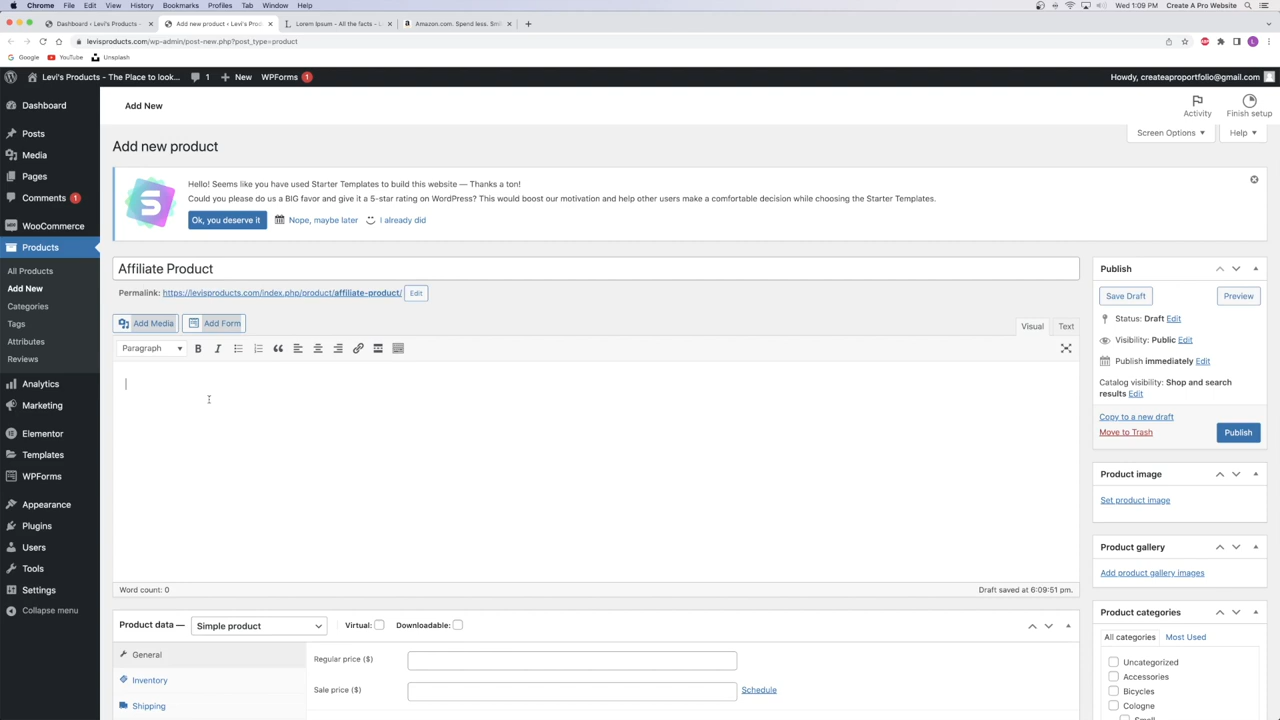 Chrome File Edit View History Bookmarks Profiles Tab Window Help
Create A Pro Website
Wed 1:09 PM
Dashboard ‹ Levi's Products -
Add new product ‹ Levi's Prod
Lorem Ipsum - All the facts - L
Amazon.com. Spend less. Smil
levisproducts.com/wp-admin/post-new.php?post_type=product
Google YouTube Unsplash
Levi's Products - The Place to look... 1 New WPForms 1
Howdy, createaproportfolio@gmail.com
Dashboard
Posts
Media
Pages
Comments 1
WooCommerce
Products
All Products
Add New
Categories
Tags
Attributes
Reviews
Analytics
Marketing
Elementor
Templates
WPForms
Appearance
Plugins
Users
Tools
Settings
Collapse menu
Add New
Activity
Finish setup
Screen Options
Help
Add new product
Hello! Seems like you have used Starter Templates to build this website — Thanks a ton!
Could you please do us a BIG favor and give it a 5-star rating on WordPress? This would boost our motivation and help other users make a comfortable decision while choosing the Starter Templates.
Ok, you deserve it
Nope, maybe later
I already did
Affiliate Product
Permalink: https://levisproducts.com/index.php/product/affiliate-product/ Edit
Add Media
Add Form
Visual
Text
Paragraph
Word count: 0
Draft saved at 6:09:51 pm.
Product data — Simple product Virtual: Downloadable:
General
Inventory
Shipping
Regular price ($)
Sale price ($)
Schedule
Publish
Save Draft
Preview
Status: Draft Edit
Visibility: Public Edit
Publish immediately Edit
Catalog visibility: Shop and search
results Edit
Copy to a new draft
Move to Trash
Publish
Product image
Set product image
Product gallery
Add product gallery images
Product categories
All categories
Most Used
Uncategorized
Accessories
Bicycles
Cologne